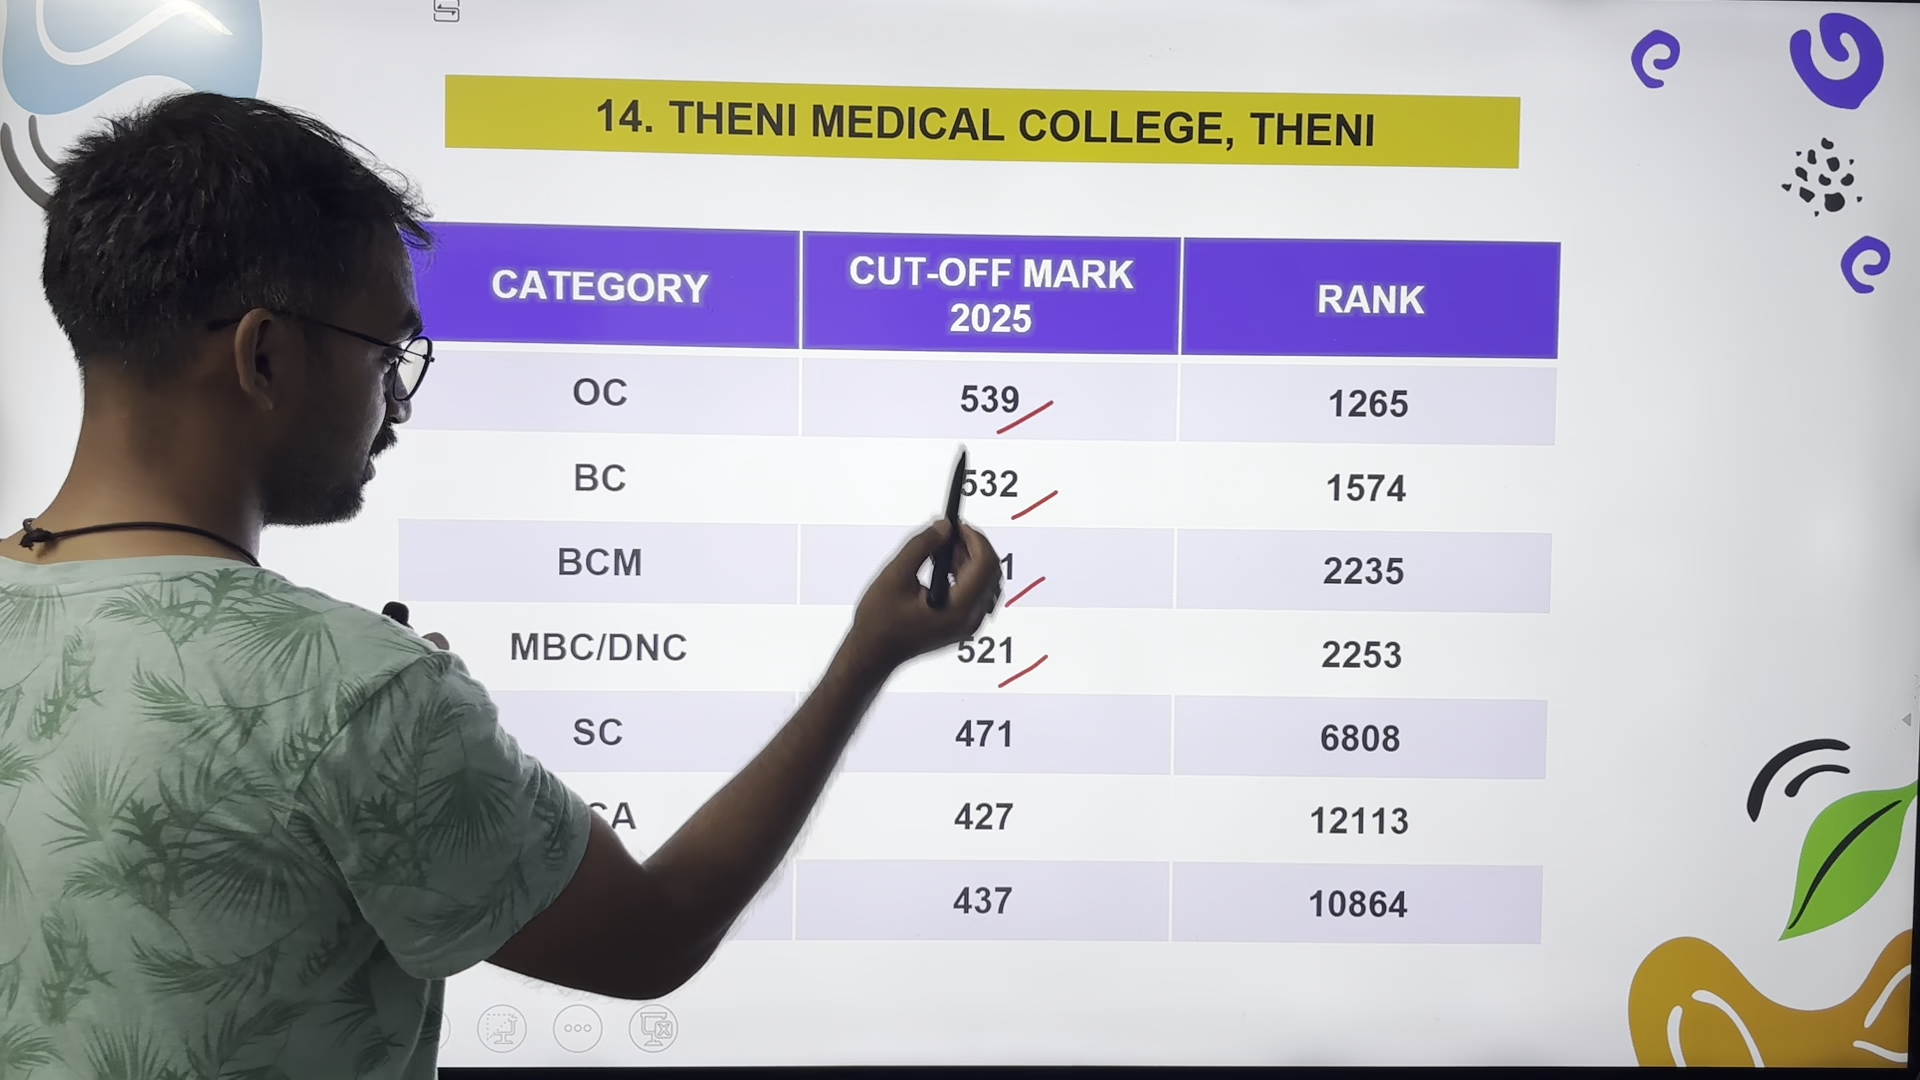 14. THENI MEDICAL COLLEGE, THENI
CATEGORY CUT-OFF MARK 2025 RANK
OC 539 1265
BC 532 1574
BCM 2235
MBC/DNC 521 2253
SC 471 6808
427 12113
437 10864